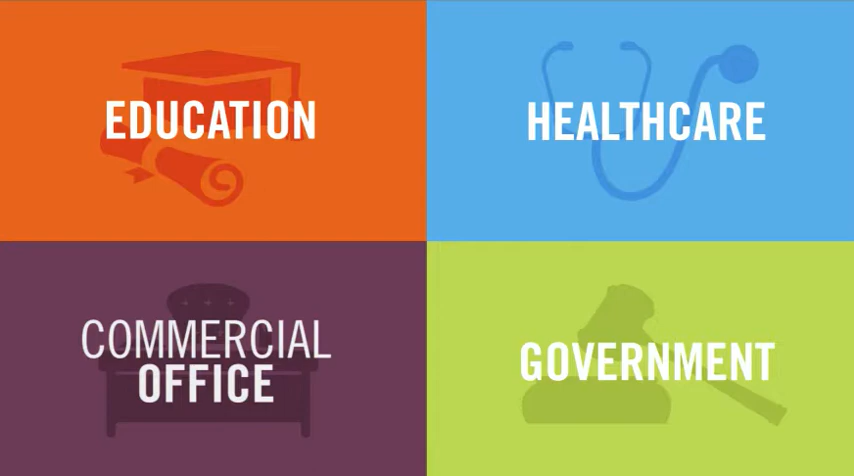 EDUCATION
HEALTHCARE
COMMERCIAL
OFFICE
GOVERNMENT